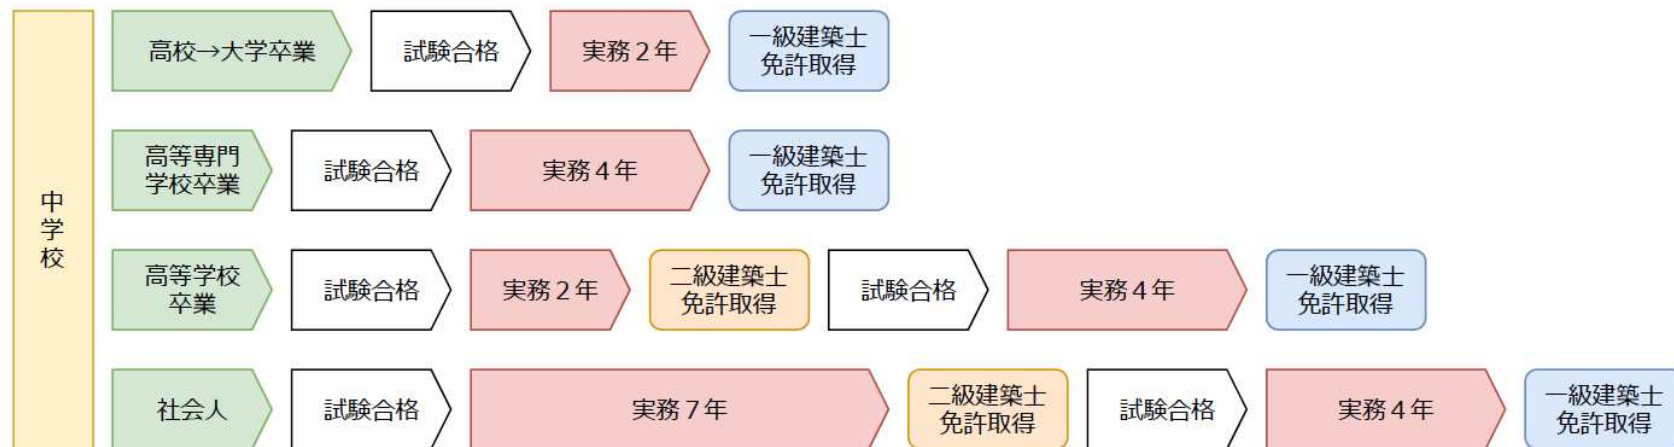 中学校
高校→大学卒業
試験合格
実務２年
一級建築士
免許取得
高等専門
学校卒業
試験合格
実務４年
一級建築士
免許取得
高等学校
卒業
試験合格
実務２年
二級建築士
免許取得
試験合格
実務４年
一級建築士
免許取得
社会人
試験合格
実務７年
二級建築士
免許取得
試験合格
実務４年
一級建築士
免許取得